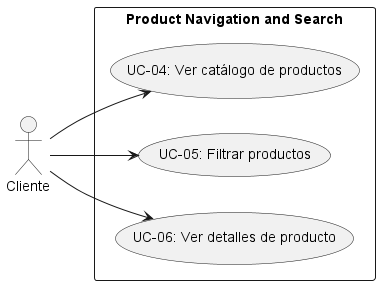 Product Navigation and Search
UC-04: Ver catálogo de productos
UC-05: Filtrar productos
Cliente
UC-06: Ver detalles de producto